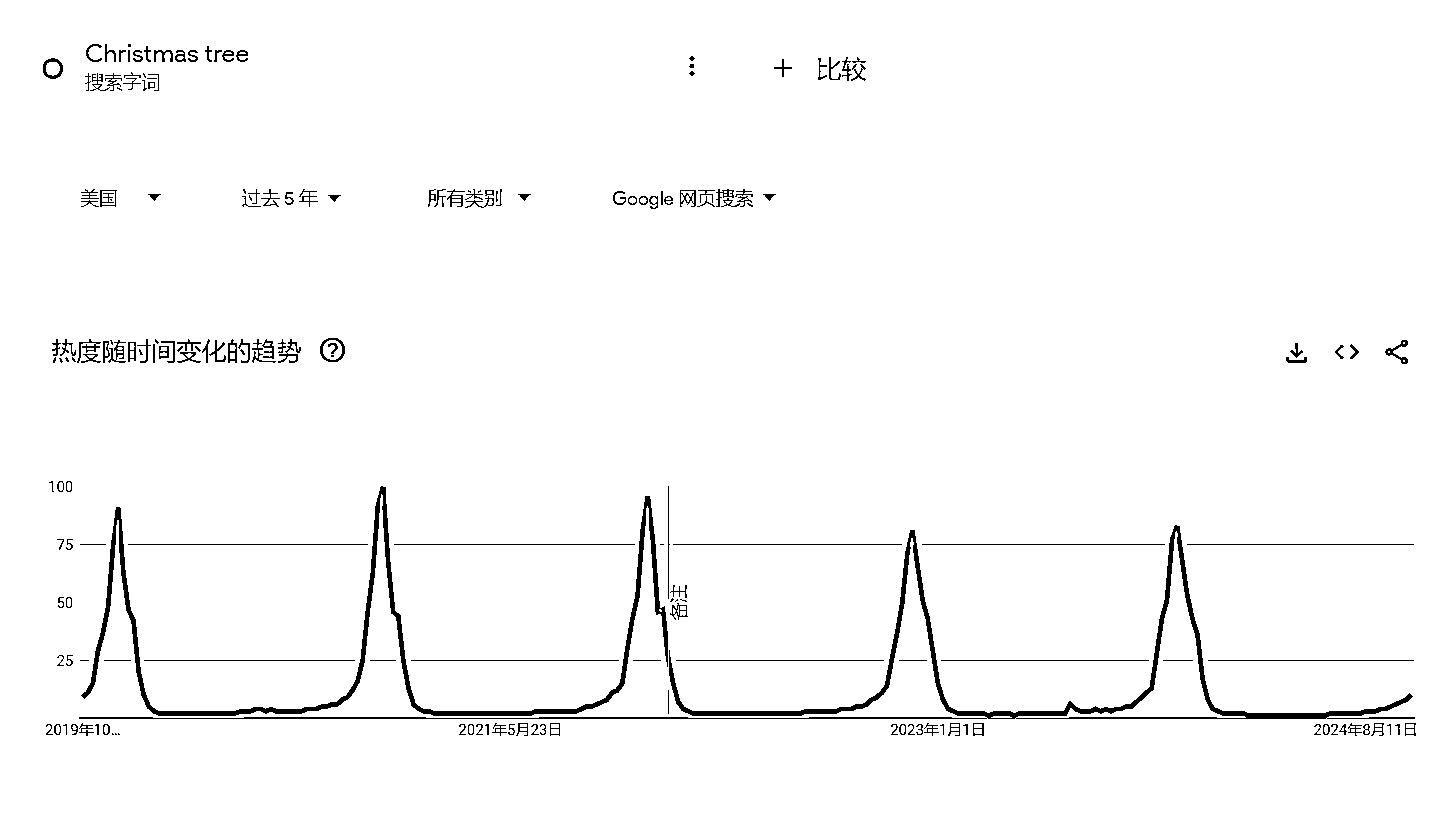 Christmas tree
搜索字词
比较
美国
过去 5 年
所有类别
Google 网页搜索
热度随时间变化的趋势
100
75
50
25
备注
2019年10…
2021年5月23日
2023年1月1日
2024年8月11日